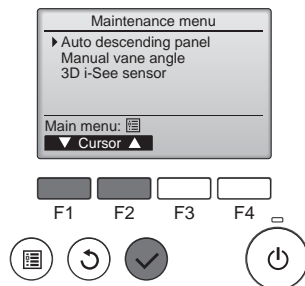 Maintenance menu
Auto descending panel
Manual vane angle
3D i-See sensor
Main menu:
▼ Cursor ▲
F1 F2 F3 F4